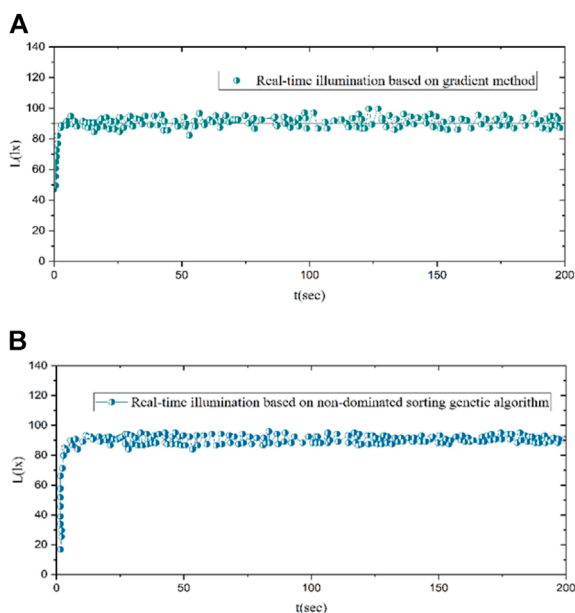 A
140
120
100
80
60
40
20
0
L(lx)
Real-time illumination based on gradient method
0 50 100 150 200
t(sec)
B
140
120
100
80
60
40
20
0
L(lx)
Real-time illumination based on non-dominated sorting genetic algorithm
0 50 100 150 200
t(sec)